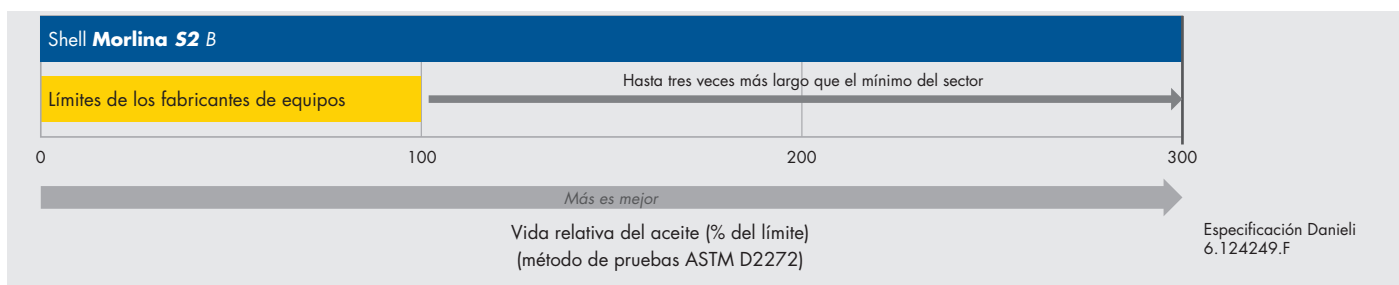 Shell Morlina S2 B
Hasta tres veces más largo que el mínimo del sector
Límites de los fabricantes de equipos
0 100 200 300
Más es mejor
Vida relativa del aceite (% del límite)
(método de pruebas ASTM D2272)
Especificación Danieli
6.124249.F